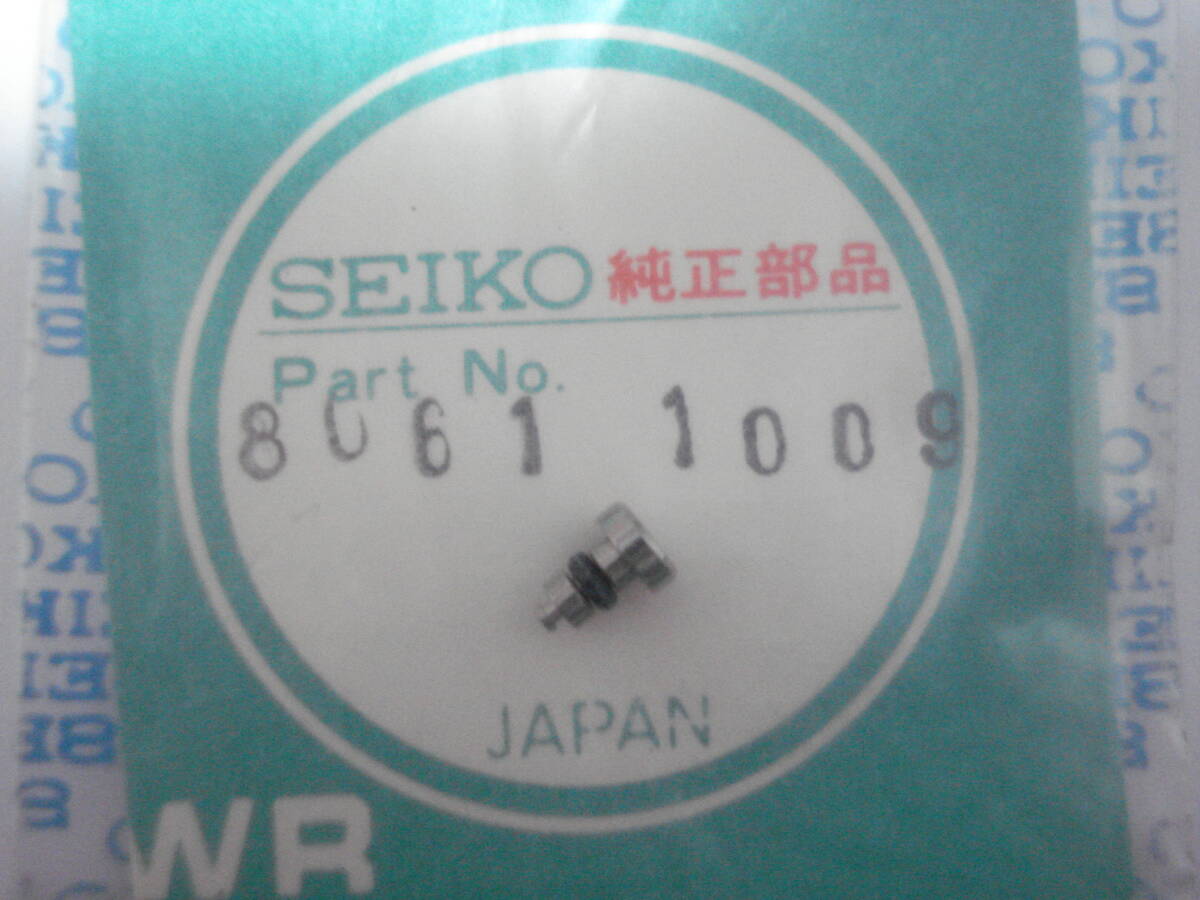 SEIKO 純正部品
Part No.
8061 1009
JAPAN
WR